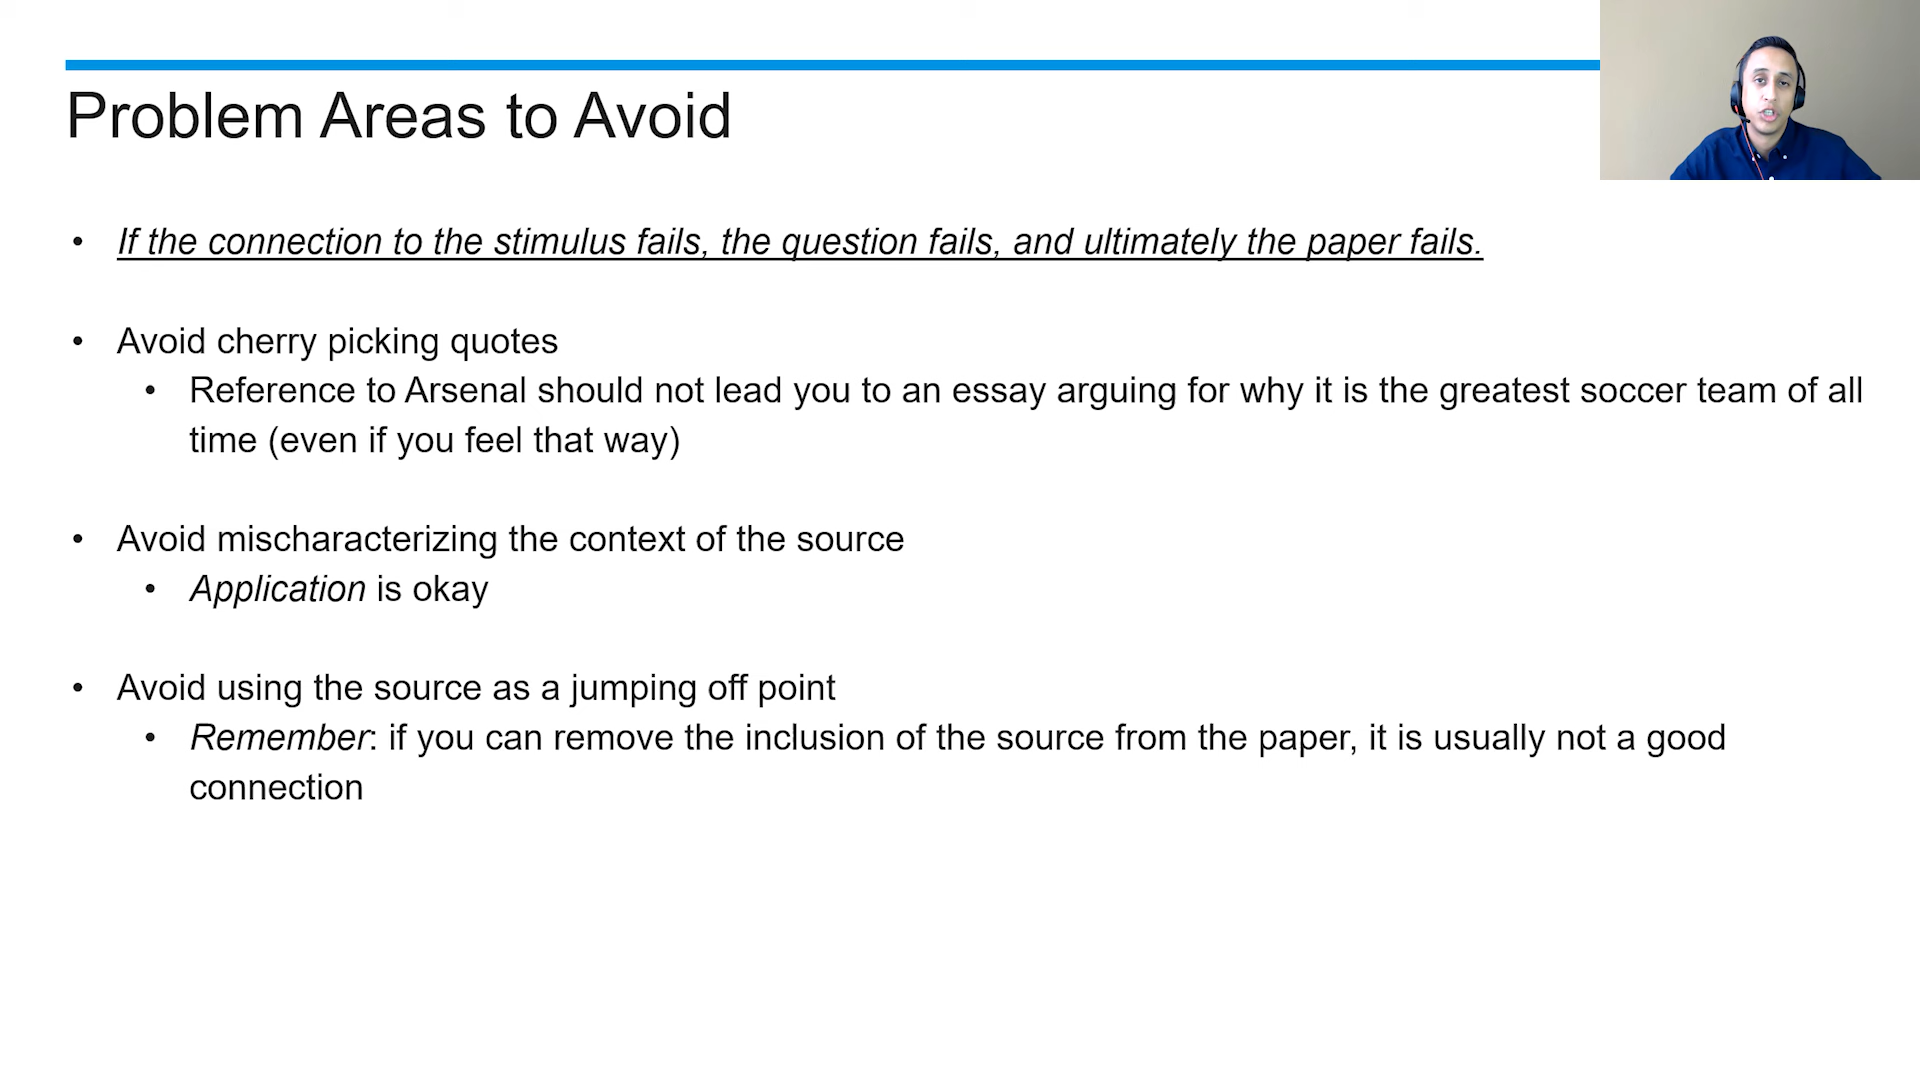 Problem Areas to Avoid
• If the connection to the stimulus fails, the question fails, and ultimately the paper fails.
• Avoid cherry picking quotes
• Reference to Arsenal should not lead you to an essay arguing for why it is the greatest soccer team of all
time (even if you feel that way)
• Avoid mischaracterizing the context of the source
• Application is okay
• Avoid using the source as a jumping off point
• Remember: if you can remove the inclusion of the source from the paper, it is usually not a good
connection